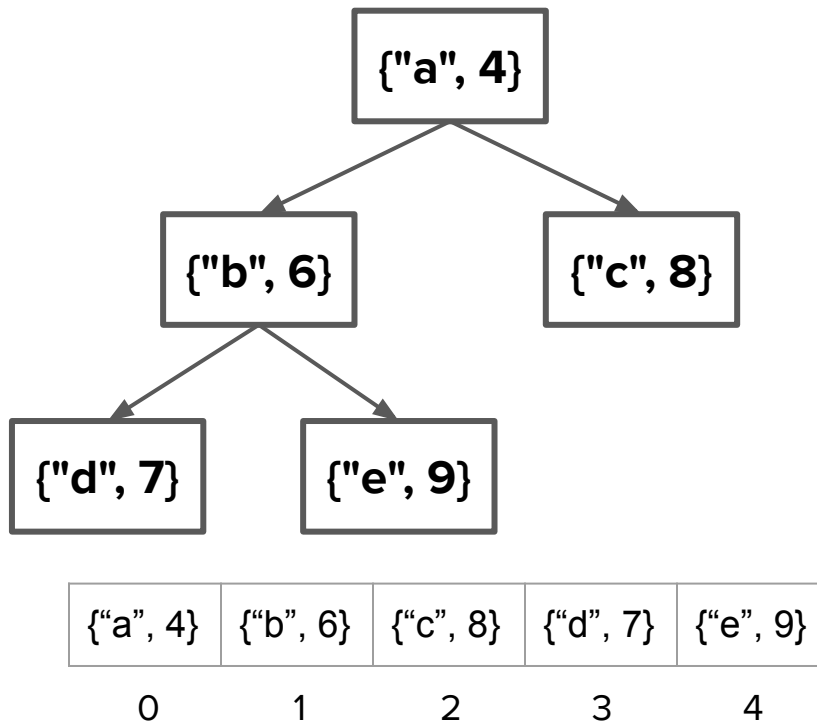 {"a", 4}
{"b", 6} {"c", 8}
{"d", 7} {"e", 9}
{“a”, 4} {“b”, 6} {“c”, 8} {“d”, 7} {“e”, 9}
0 1 2 3 4